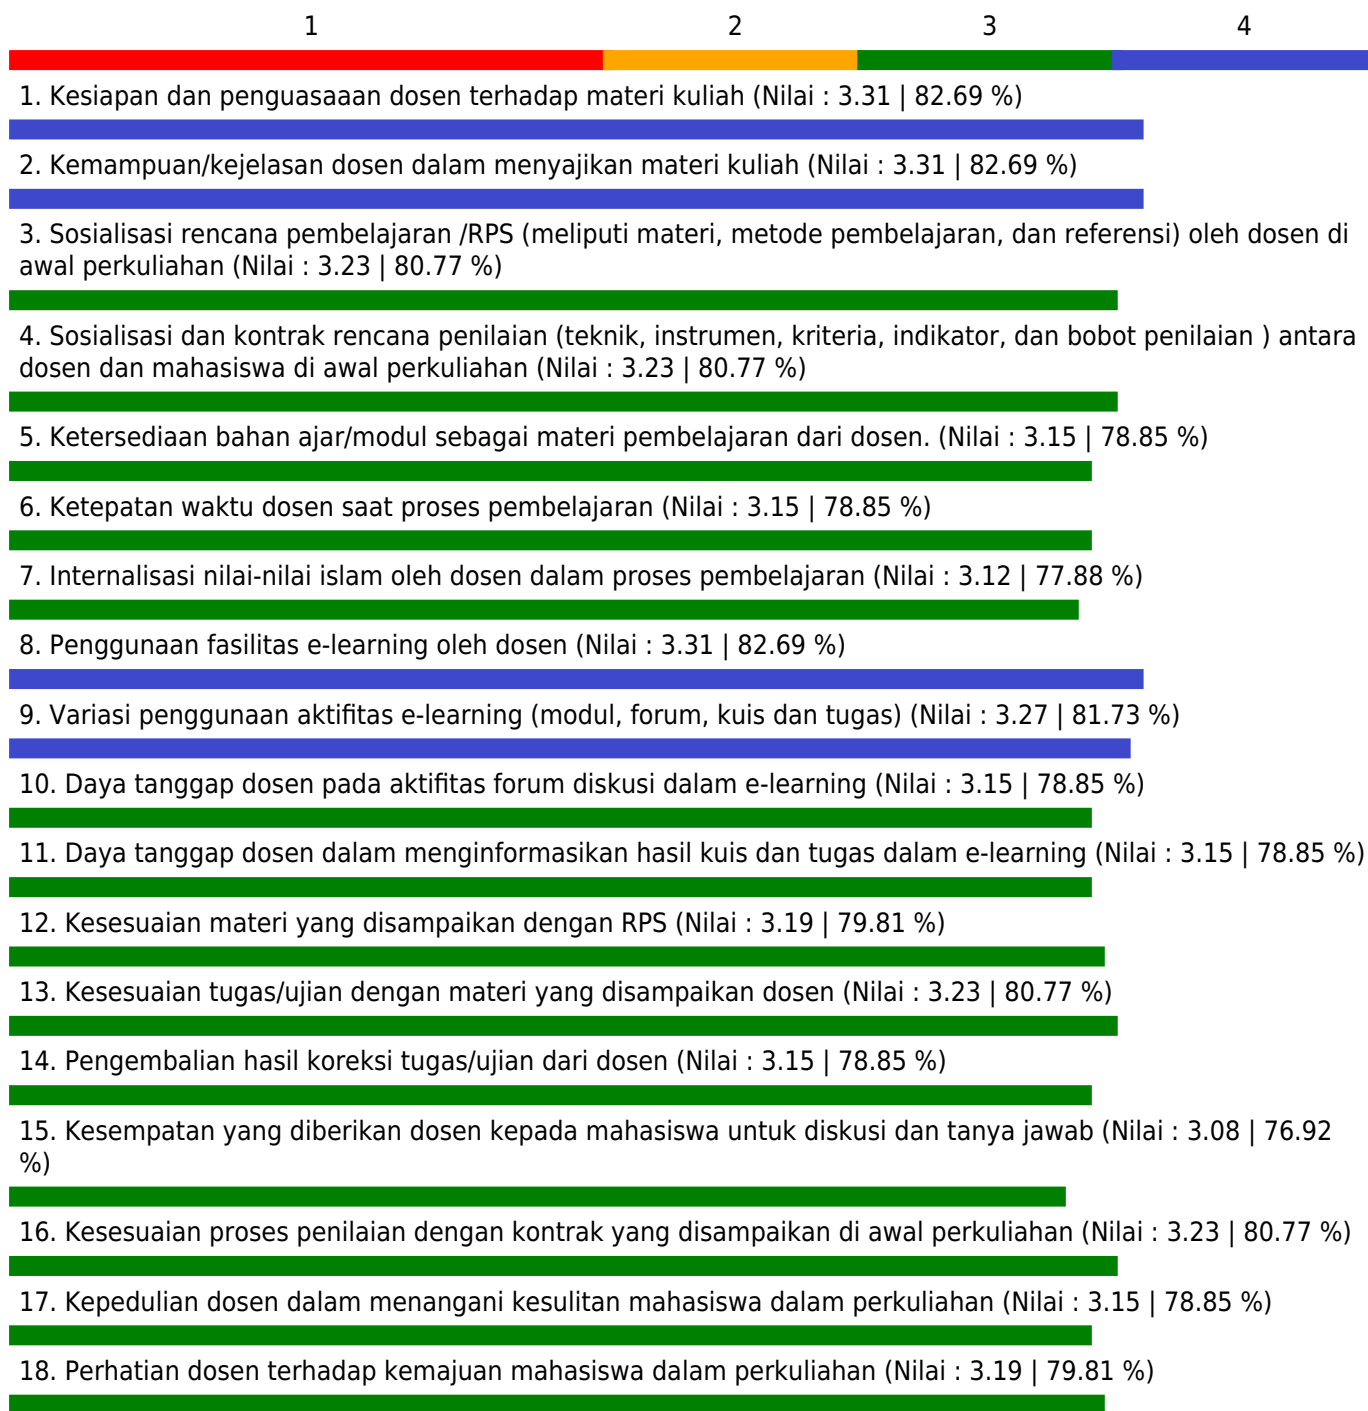 1 2 3 4
1. Kesiapan dan penguasaaan dosen terhadap materi kuliah (Nilai : 3.31 | 82.69 %)
2. Kemampuan/kejelasan dosen dalam menyajikan materi kuliah (Nilai : 3.31 | 82.69 %)
3. Sosialisasi rencana pembelajaran /RPS (meliputi materi, metode pembelajaran, dan referensi) oleh dosen di
awal perkuliahan (Nilai : 3.23 | 80.77 %)
4. Sosialisasi dan kontrak rencana penilaian (teknik, instrumen, kriteria, indikator, dan bobot penilaian ) antara
dosen dan mahasiswa di awal perkuliahan (Nilai : 3.23 | 80.77 %)
5. Ketersediaan bahan ajar/modul sebagai materi pembelajaran dari dosen. (Nilai : 3.15 | 78.85 %)
6. Ketepatan waktu dosen saat proses pembelajaran (Nilai : 3.15 | 78.85 %)
7. Internalisasi nilai-nilai islam oleh dosen dalam proses pembelajaran (Nilai : 3.12 | 77.88 %)
8. Penggunaan fasilitas e-learning oleh dosen (Nilai : 3.31 | 82.69 %)
9. Variasi penggunaan aktifitas e-learning (modul, forum, kuis dan tugas) (Nilai : 3.27 | 81.73 %)
10. Daya tanggap dosen pada aktifitas forum diskusi dalam e-learning (Nilai : 3.15 | 78.85 %)
11. Daya tanggap dosen dalam menginformasikan hasil kuis dan tugas dalam e-learning (Nilai : 3.15 | 78.85 %)
12. Kesesuaian materi yang disampaikan dengan RPS (Nilai : 3.19 | 79.81 %)
13. Kesesuaian tugas/ujian dengan materi yang disampaikan dosen (Nilai : 3.23 | 80.77 %)
14. Pengembalian hasil koreksi tugas/ujian dari dosen (Nilai : 3.15 | 78.85 %)
15. Kesempatan yang diberikan dosen kepada mahasiswa untuk diskusi dan tanya jawab (Nilai : 3.08 | 76.92
%)
16. Kesesuaian proses penilaian dengan kontrak yang disampaikan di awal perkuliahan (Nilai : 3.23 | 80.77 %)
17. Kepedulian dosen dalam menangani kesulitan mahasiswa dalam perkuliahan (Nilai : 3.15 | 78.85 %)
18. Perhatian dosen terhadap kemajuan mahasiswa dalam perkuliahan (Nilai : 3.19 | 79.81 %)